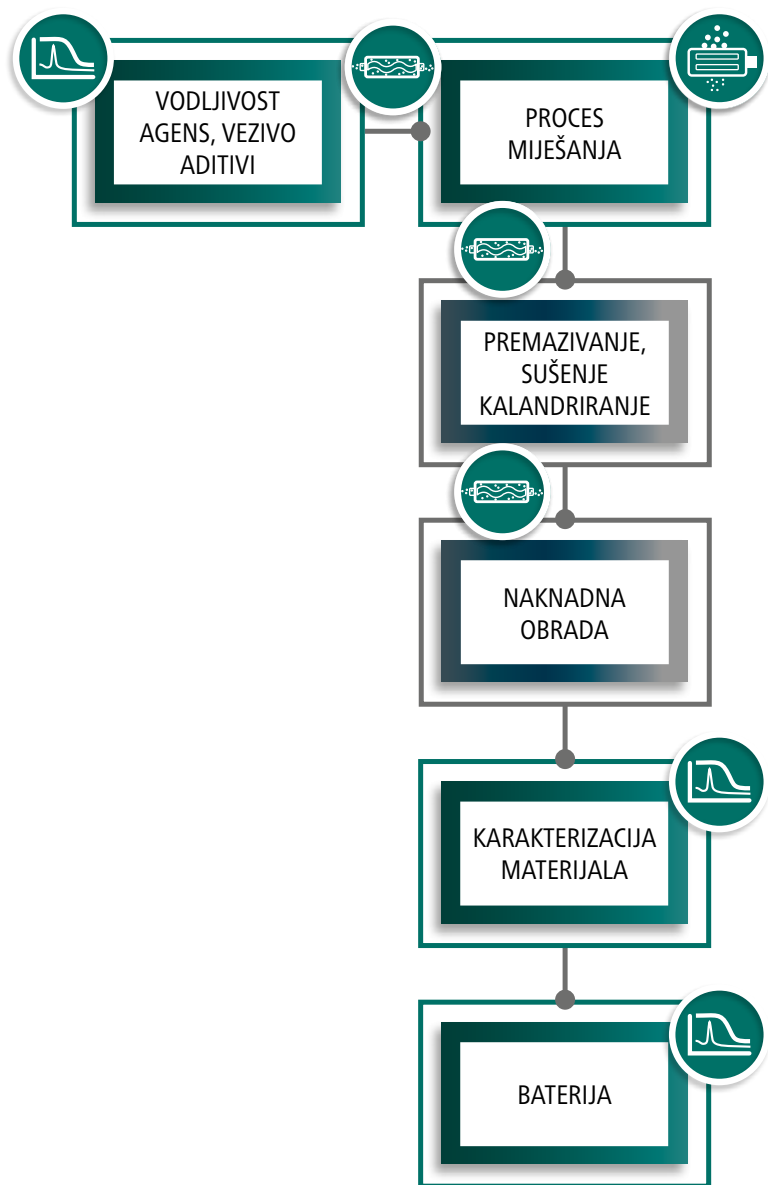 VODLJIVOST
AGENS, VEZIVO
ADITIVI
PROCES
MIJEŠANJA
PREMAZIVANJE,
SUŠENJE
KALANDRIRANJE
NAKNADNA
OBRADA
KARAKTERIZACIJA
MATERIJALA
BATERIJA